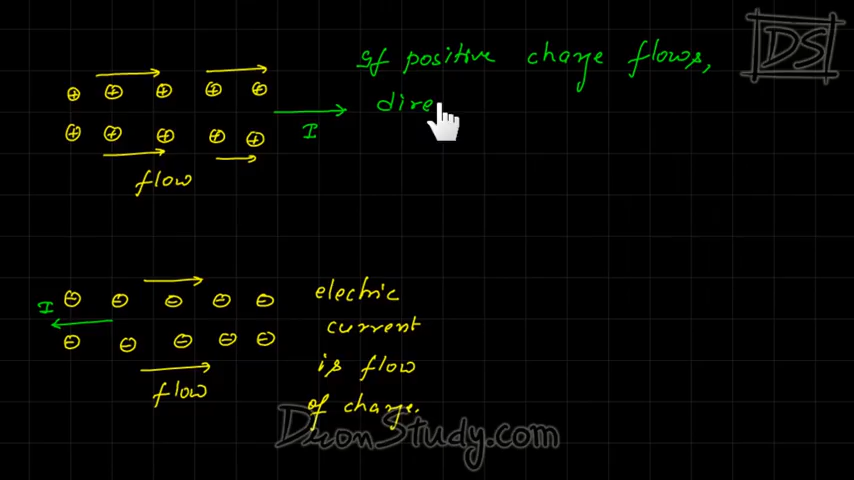 If positive charge flows,
dire
DS
⊕ ⊕ ⊕ ⊕ ⊕
I
⊕ ⊕ ⊕ ⊕ ⊕
flow
electric
I ⊖ ⊖ ⊖ ⊖ ⊖
current
⊖ ⊖ ⊖ ⊖ ⊖
is flow
flow
of charge.
DronStudy.com